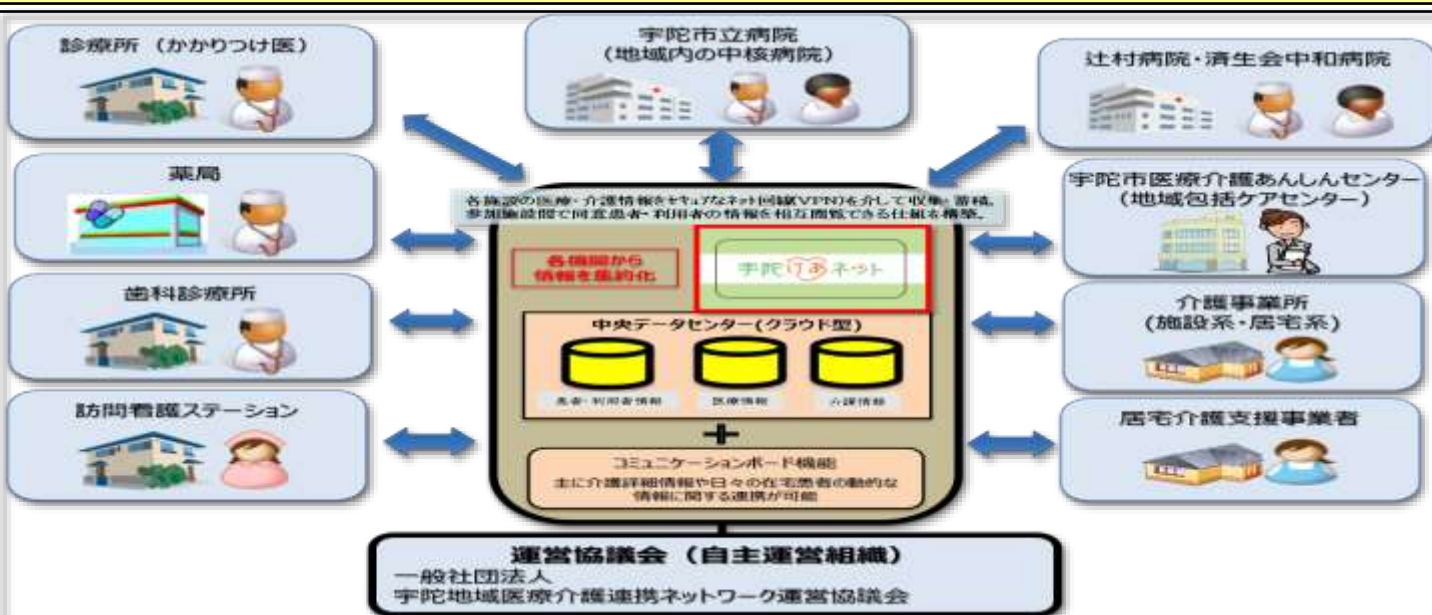 診療所（かかりつけ医）
宇陀市立病院
（地域内の中核病院）
辻村病院・済生会中和病院
薬局
宇陀市医療介護あんしんセンター
（地域包括ケアセンター）
各施設の医療・介護情報をセキュアなネット回線(VPN)を介して収集・蓄積。
参加施設間で同意患者・利用者の情報を相互閲覧できる仕組を構築。
各機関から
情報を集約化
宇陀けあネット
歯科診療所
介護事業所
（施設系・居宅系）
中央データセンター(クラウド型)
患者・利用者情報
医療情報
介護情報
訪問看護ステーション
居宅介護支援事業者
＋
コミュニケーションボード機能
主に介護詳細情報や日々の在宅患者の動的な
情報に関する連携が可能
運営協議会（自主運営組織）
一般社団法人
宇陀地域医療介護連携ネットワーク運営協議会